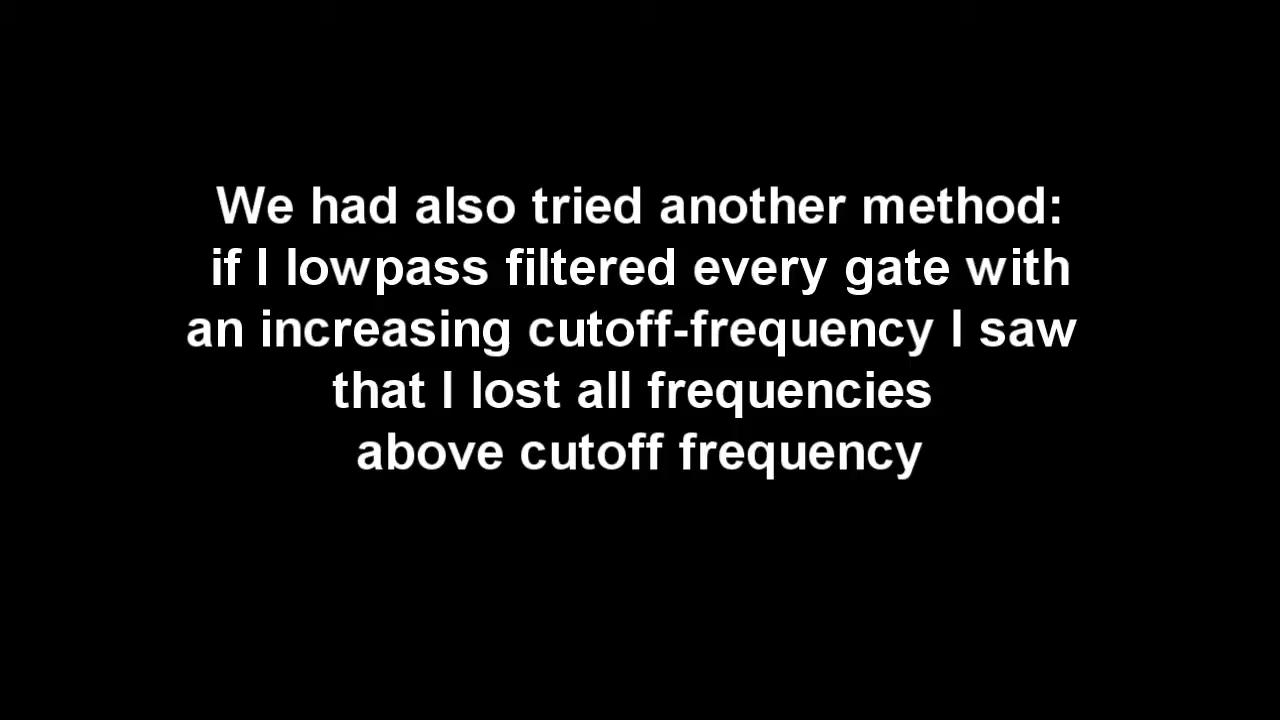 We had also tried another method:
if I lowpass filtered every gate with
an increasing cutoff-frequency I saw
that I lost all frequencies
above cutoff frequency